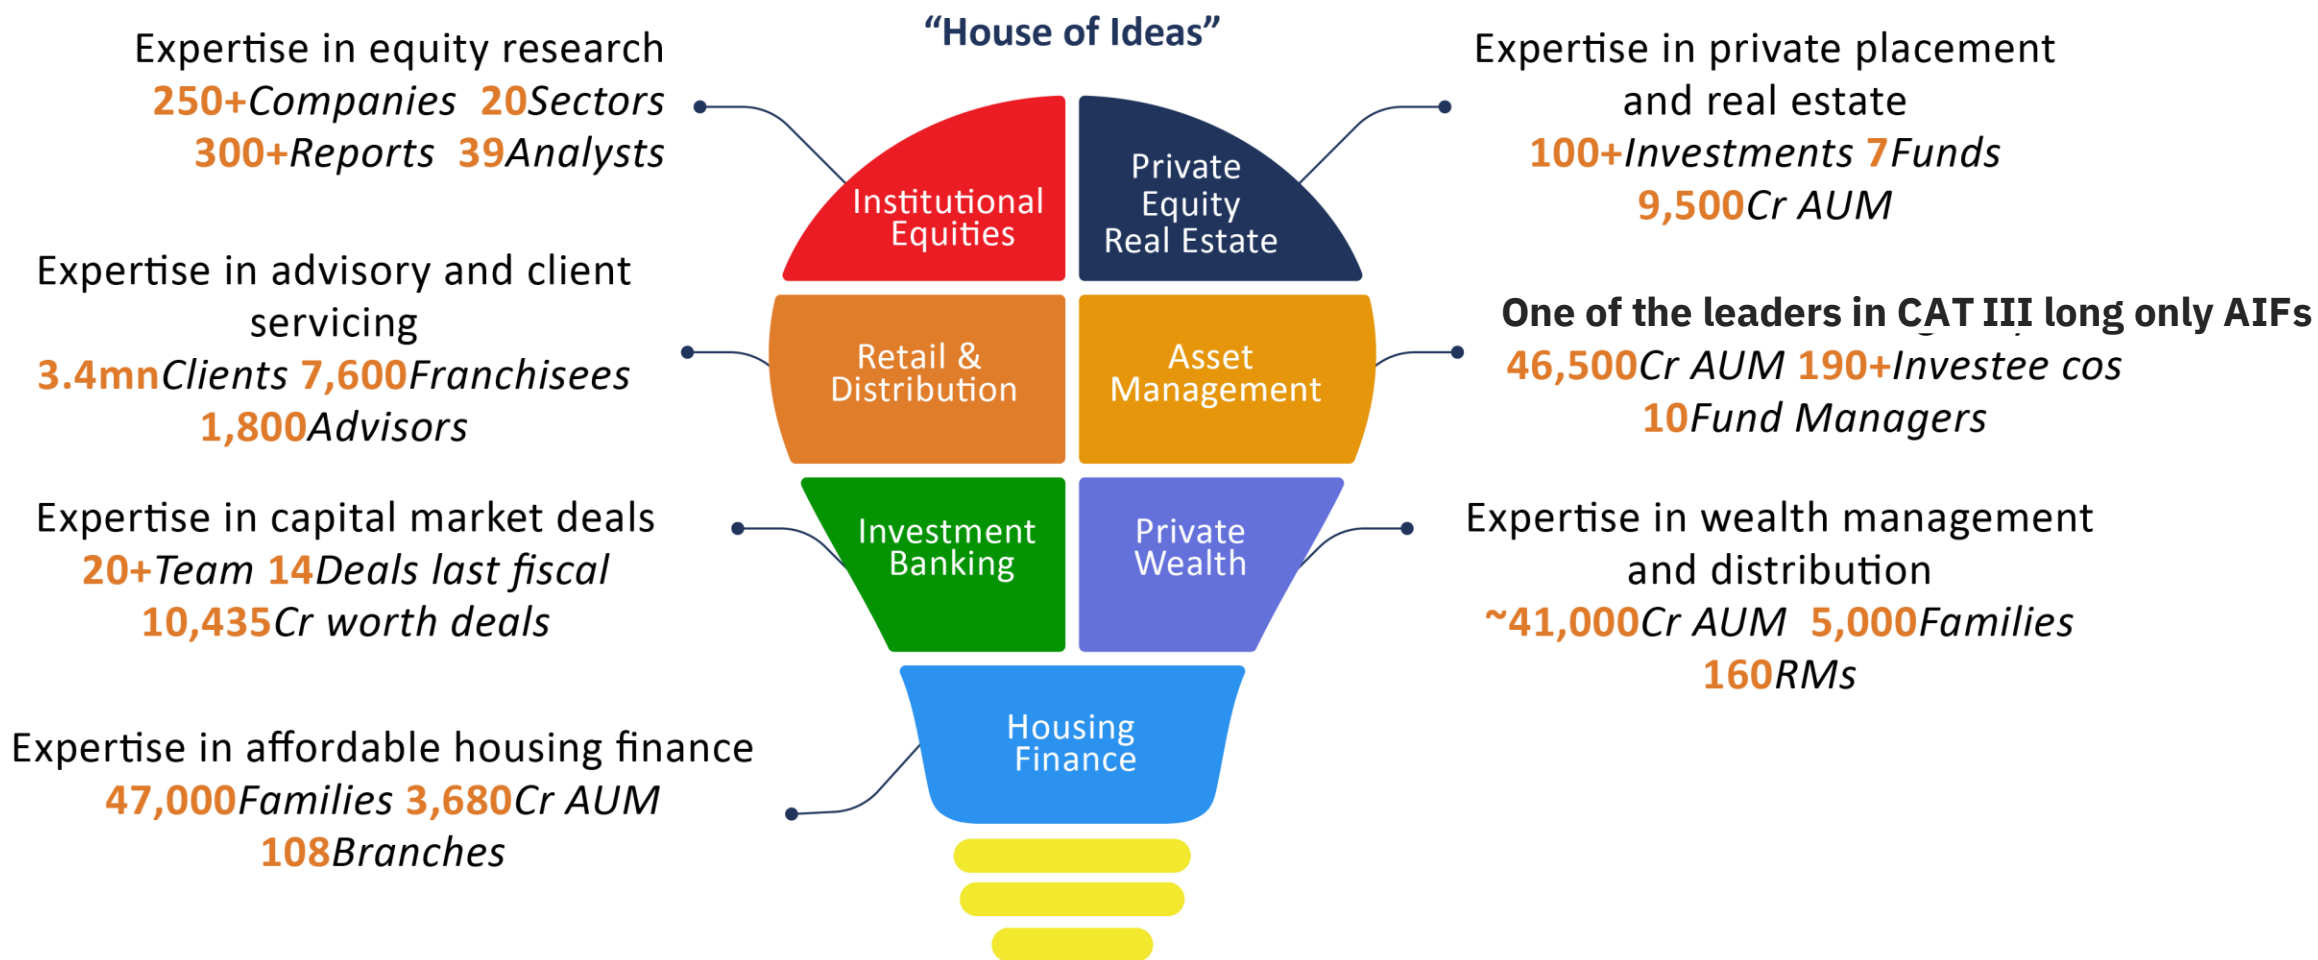 “House of Ideas”
Expertise in equity research
250+Companies 20Sectors
300+Reports 39Analysts
Expertise in private placement
and real estate
100+Investments 7Funds
9,500Cr AUM
Institutional
Equities
Private
Equity
Real Estate
Expertise in advisory and client
servicing
3.4mnClients 7,600Franchisees
1,800Advisors
Retail &
Distribution
Asset
Management
One of the leaders in CAT III long only AIFs
46,500Cr AUM 190+Investee cos
10Fund Managers
Expertise in capital market deals
20+Team 14Deals last fiscal
10,435Cr worth deals
Investment
Banking
Private
Wealth
Expertise in wealth management
and distribution
~41,000Cr AUM 5,000Families
160RMs
Housing
Finance
Expertise in affordable housing finance
47,000Families 3,680Cr AUM
108Branches